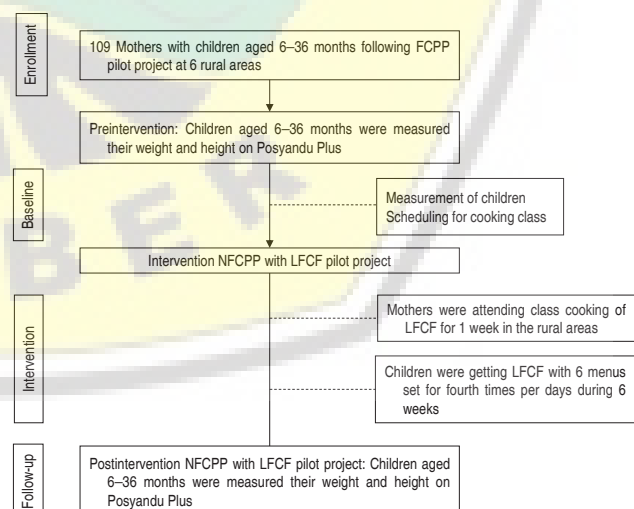 Enrollment
109 Mothers with children aged 6–36 months following FCPP
pilot project at 6 rural areas
Preintervention: Children aged 6–36 months were measured
their weight and height on Posyandu Plus
Baseline
Measurement of children
Scheduling for cooking class
Intervention NFCPP with LFCF pilot project
Intervention
Mothers were attending class cooking of
LFCF for 1 week in the rural areas
Children were getting LFCF with 6 menus
set for fourth times per days during 6
weeks
Follow-up
Postintervention NFCPP with LFCF pilot project: Children aged
6–36 months were measured their weight and height on
Posyandu Plus
BER